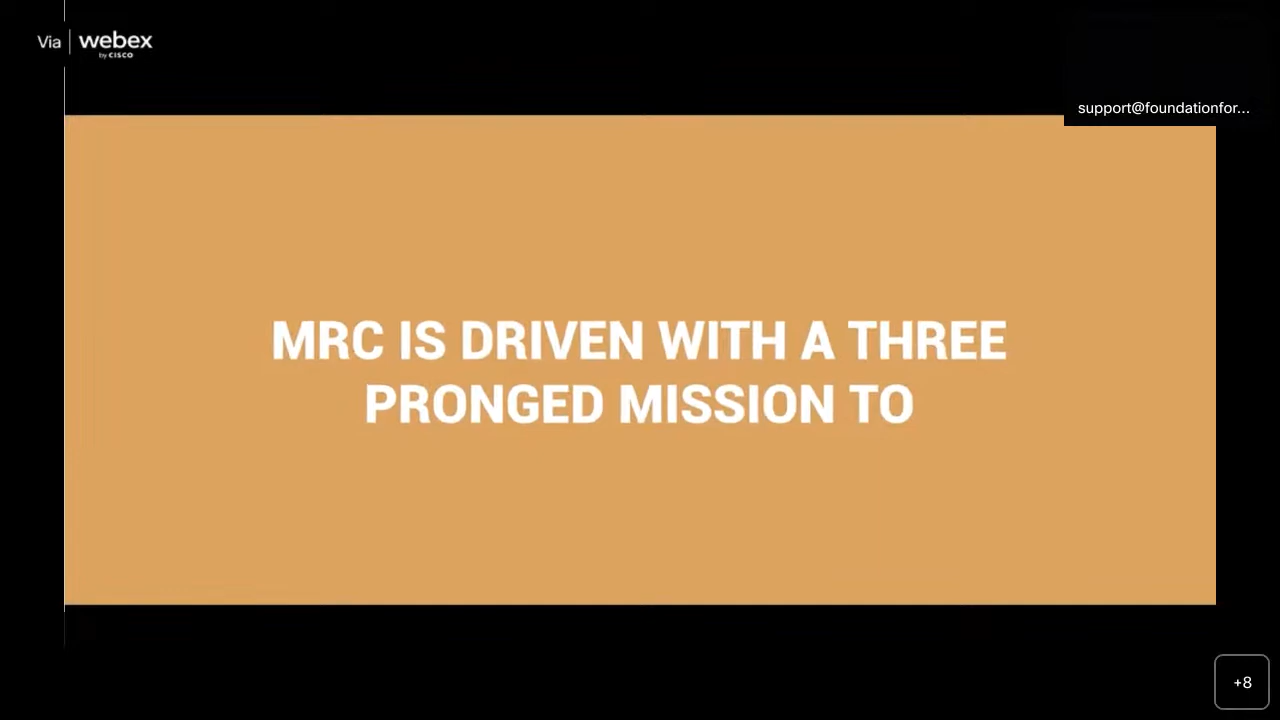 Via webex
by CISCO
support@foundationfor...
MRC IS DRIVEN WITH A THREE
PRONGED MISSION TO
+8